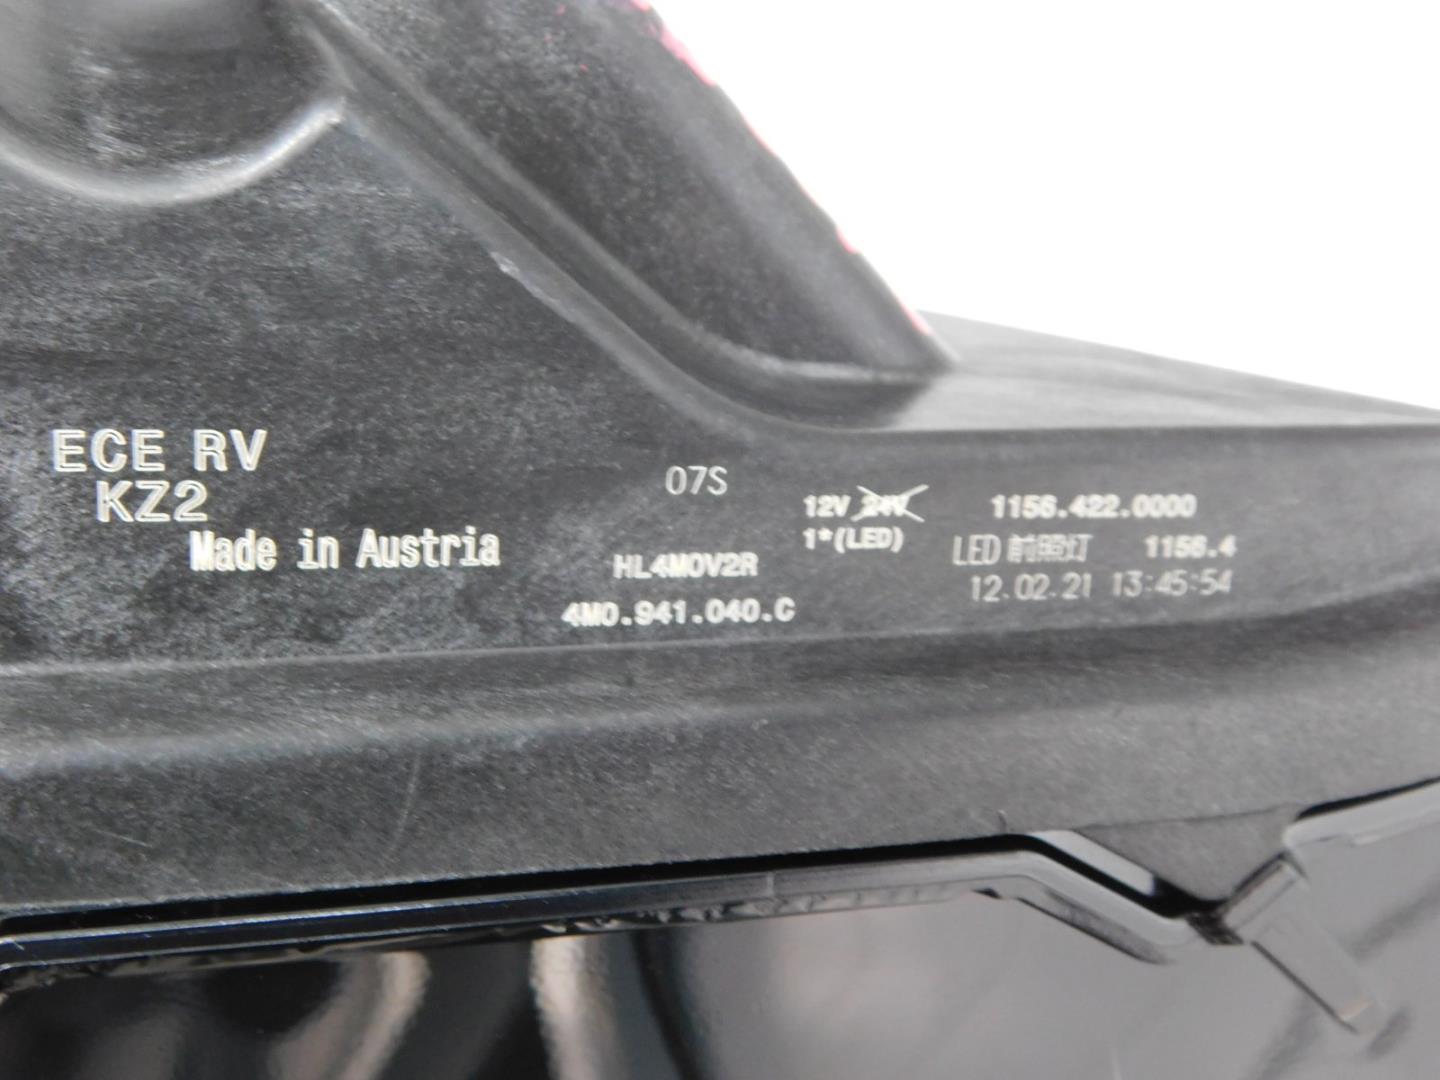 ECE RV
KZ2
Made in Austria
07S
HL4M0V2R
4M0.941.040.C
12V 24V
1*(LED)
1156.422.0000
LED 前照灯 1156.4
12.02.21 13:45:54